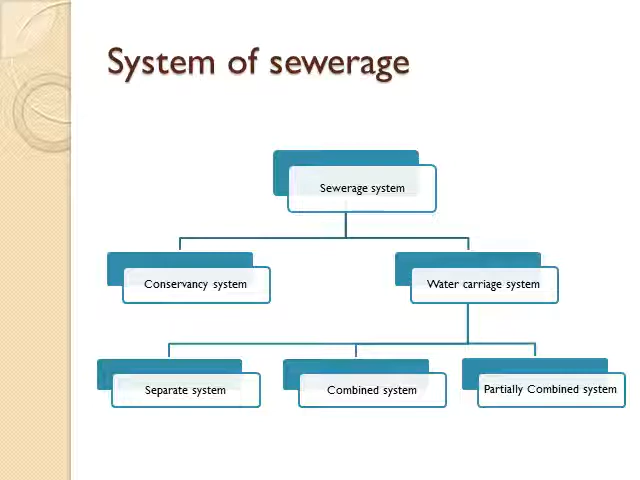 System of sewerage
Sewerage system
Conservancy system
Water carriage system
Separate system
Combined system
Partially Combined system